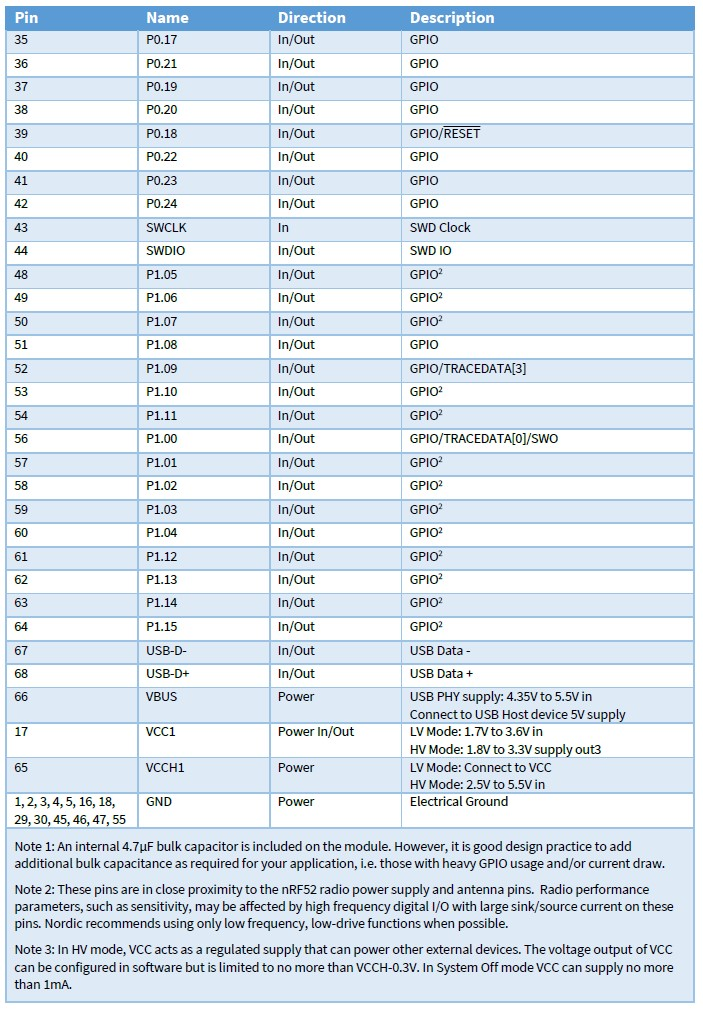 Pin Name Direction Description
35 P0.17 In/Out GPIO
36 P0.21 In/Out GPIO
37 P0.19 In/Out GPIO
38 P0.20 In/Out GPIO
39 P0.18 In/Out GPIO/RESET
40 P0.22 In/Out GPIO
41 P0.23 In/Out GPIO
42 P0.24 In/Out GPIO
43 SWCLK In SWD Clock
44 SWDIO In/Out SWD IO
48 P1.05 In/Out GPIO²
49 P1.06 In/Out GPIO²
50 P1.07 In/Out GPIO²
51 P1.08 In/Out GPIO
52 P1.09 In/Out GPIO/TRACEDATA[3]
53 P1.10 In/Out GPIO²
54 P1.11 In/Out GPIO²
56 P1.00 In/Out GPIO/TRACEDATA[0]/SWO
57 P1.01 In/Out GPIO²
58 P1.02 In/Out GPIO²
59 P1.03 In/Out GPIO²
60 P1.04 In/Out GPIO²
61 P1.12 In/Out GPIO²
62 P1.13 In/Out GPIO²
63 P1.14 In/Out GPIO²
64 P1.15 In/Out GPIO²
67 USB-D- In/Out USB Data -
68 USB-D+ In/Out USB Data +
66 VBUS Power USB PHY supply: 4.35V to 5.5V in
Connect to USB Host device 5V supply
17 VCC1 Power In/Out LV Mode: 1.7V to 3.6V in
HV Mode: 1.8V to 3.3V supply out3
65 VCCH1 Power LV Mode: Connect to VCC
HV Mode: 2.5V to 5.5V in
1, 2, 3, 4, 5, 16, 18, GND Power Electrical Ground
29, 30, 45, 46, 47, 55
Note 1: An internal 4.7µF bulk capacitor is included on the module. However, it is good design practice to add
additional bulk capacitance as required for your application, i.e. those with heavy GPIO usage and/or current draw.
Note 2: These pins are in close proximity to the nRF52 radio power supply and antenna pins. Radio performance
parameters, such as sensitivity, may be affected by high frequency digital I/O with large sink/source current on these
pins. Nordic recommends using only low frequency, low-drive functions when possible.
Note 3: In HV mode, VCC acts as a regulated supply that can power other external devices. The voltage output of VCC
can be configured in software but is limited to no more than VCCH-0.3V. In System Off mode VCC can supply no more
than 1mA.